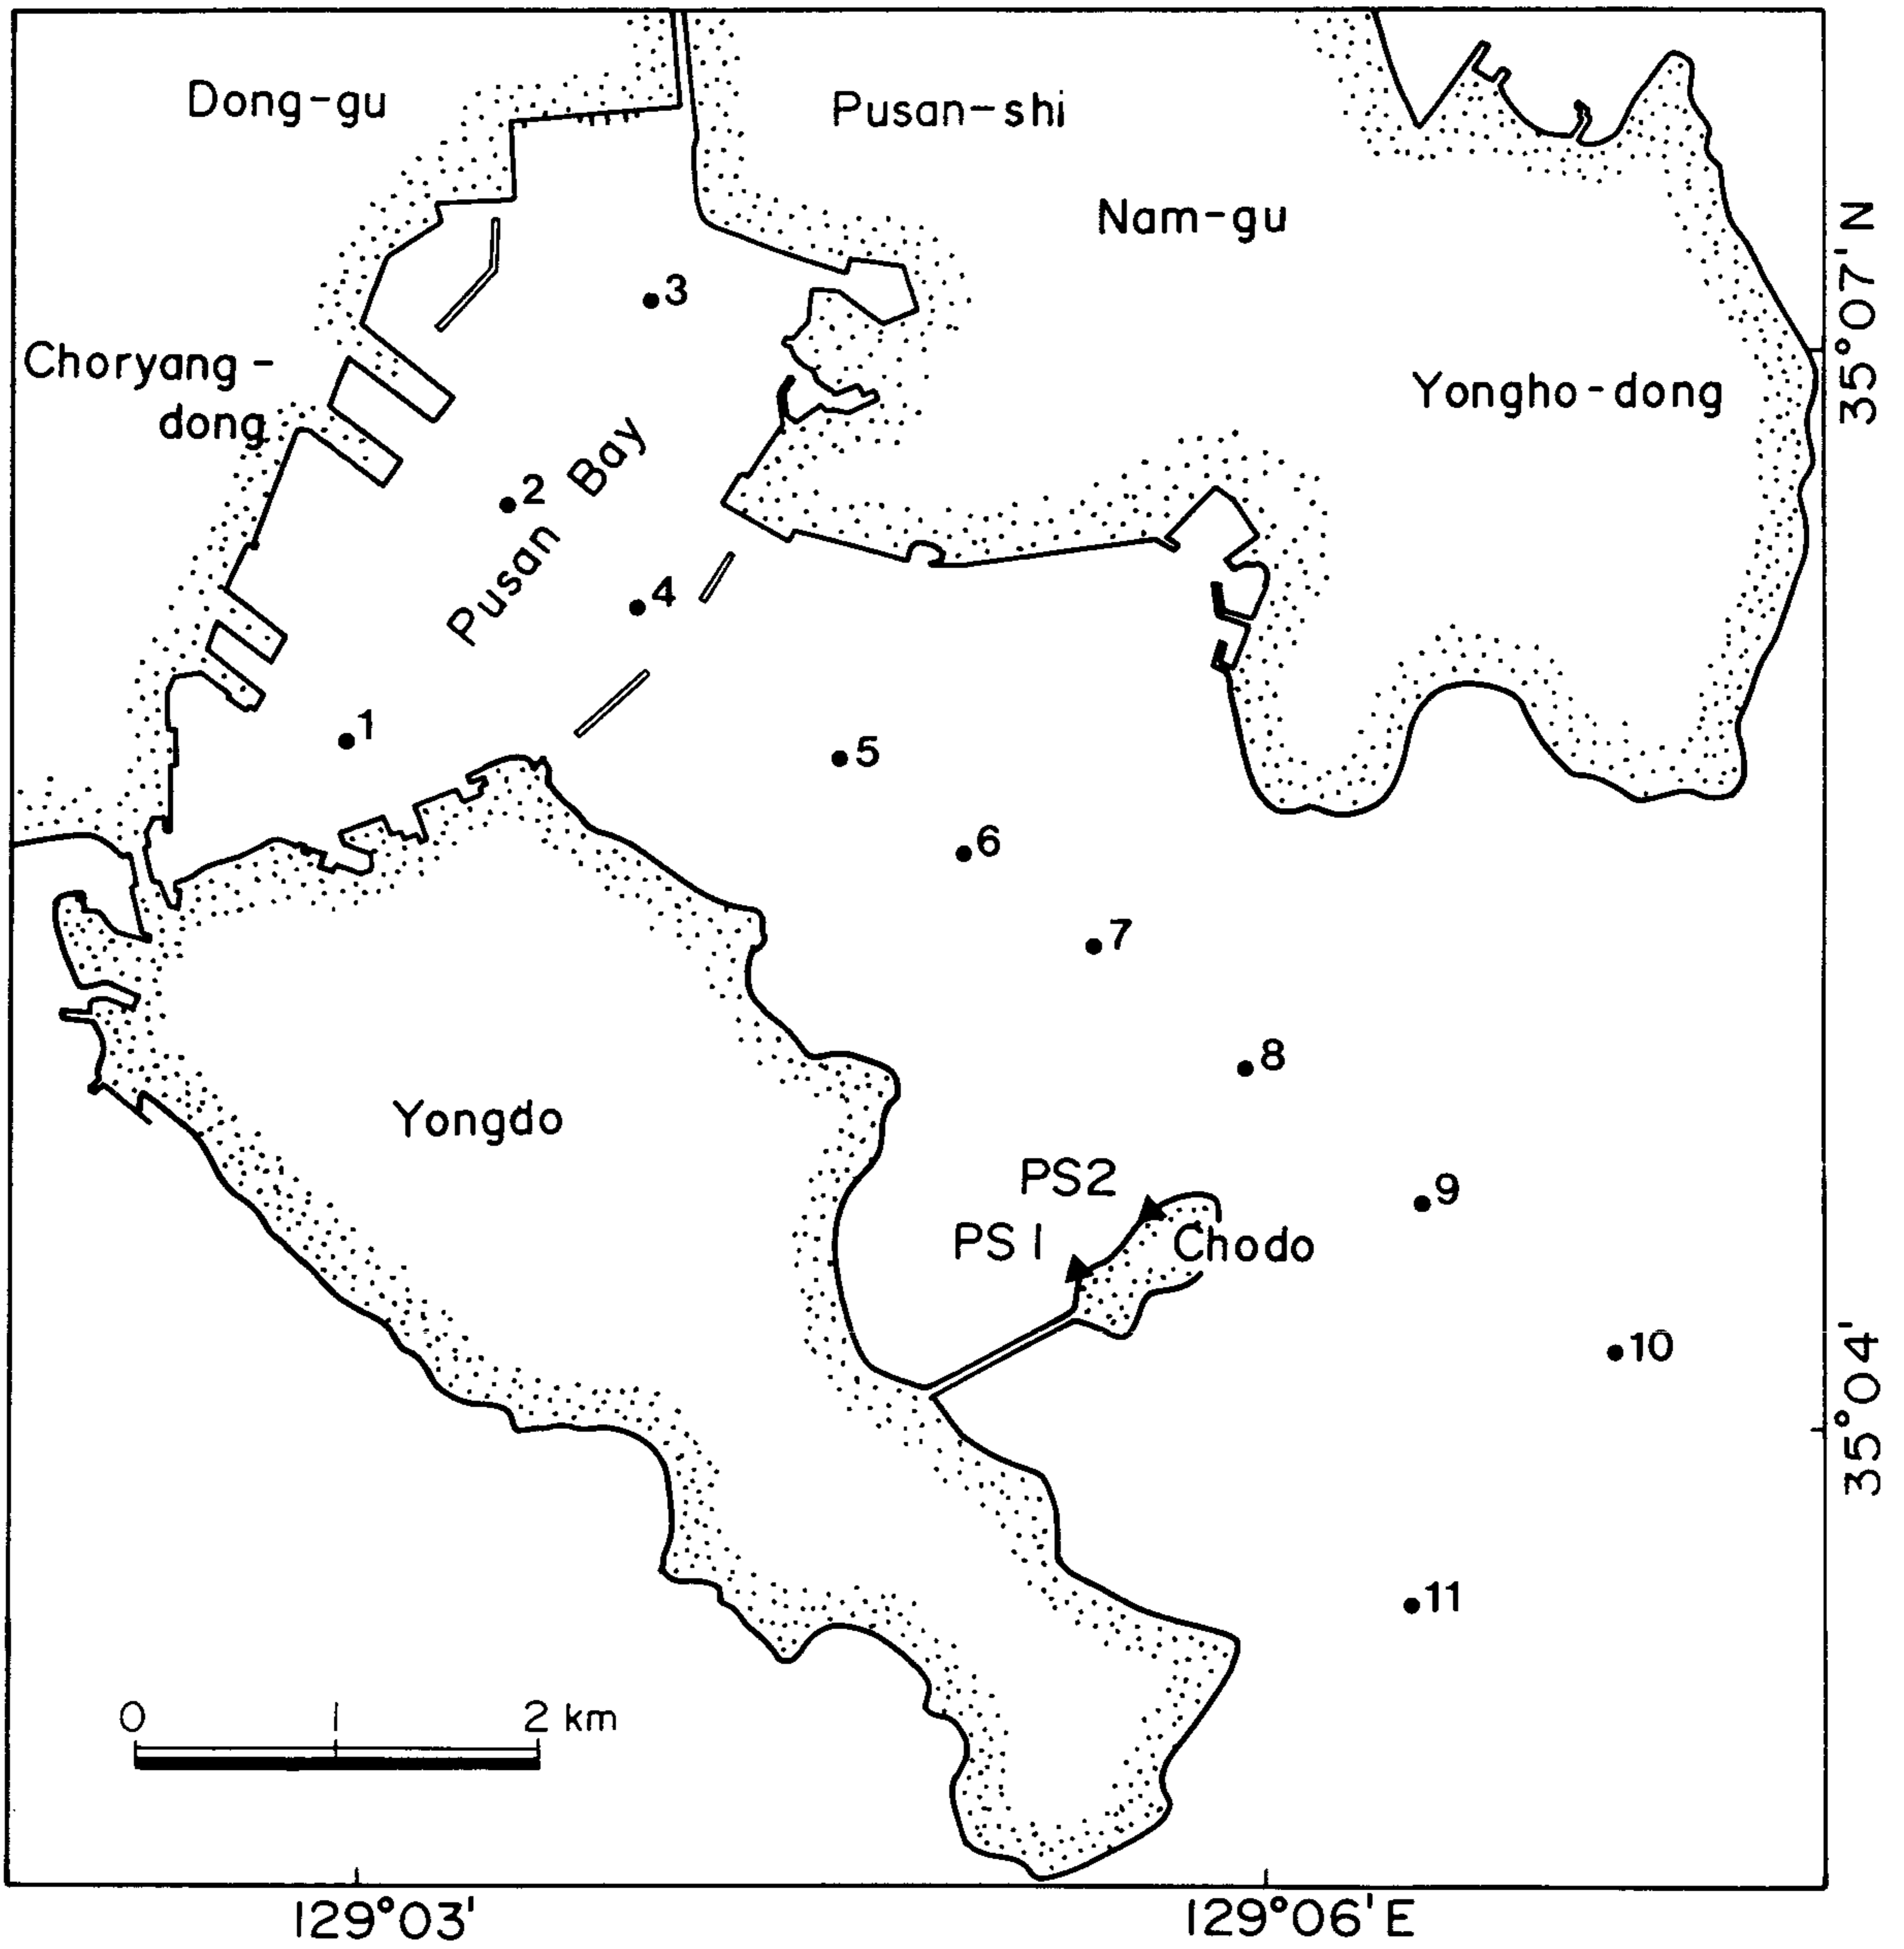 Dong-gu
Pusan-shi
Nam-gu
35°07' N
3
Choryang-
dong
Yongho-dong
Pusan Bay
2
4
1
5
6
7
8
Yongdo
PS2
9
PS1
Chodo
10
35°04'
11
0 1 2 km
129°03'
129°06'E